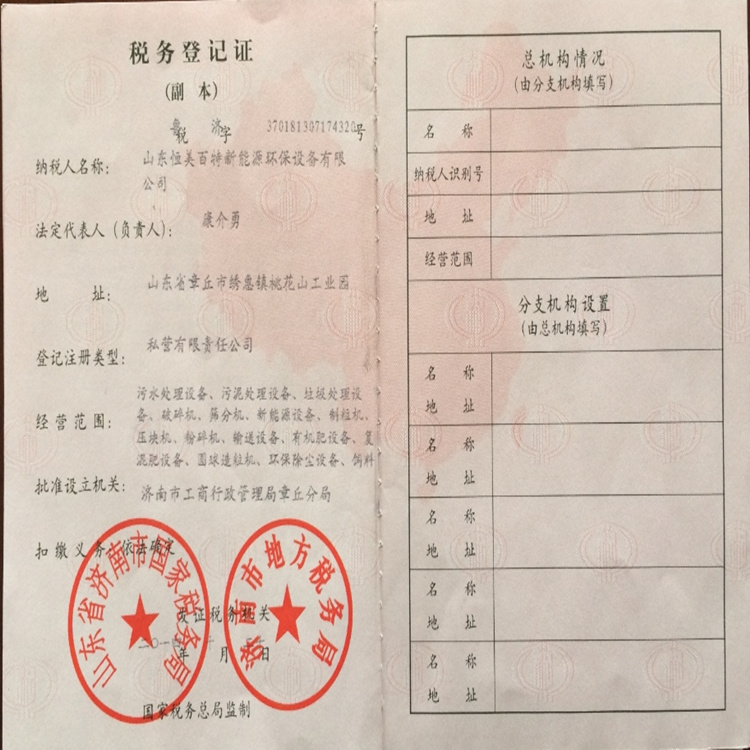 税务登记证
(副 本)
鲁 济
税 字 370181307174320号
纳税人名称: 山东恒美百特新能源环保设备有限
公司
法定代表人(负责人): 康介勇
地 址: 山东省章丘市绣惠镇桃花山工业园
登记注册类型: 私营有限责任公司
经营范围: 污水处理设备、污泥处理设备、垃圾处理设
备、破碎机、筛分机、新能源设备、制粒机、
压块机、粉碎机、输送设备、有机肥设备、复
混肥设备、圆球造粒机、环保除尘设备、饲料
批准设立机关: 济南市工商行政管理局章丘分局
扣缴义务: 依法确定
山东省济南市国家税务局
济南市地方税务局
发证税务机关
年 月 日
国家税务总局监制
总机构情况
(由分支机构填写)
名 称
纳税人识别号
地 址
经营范围
分支机构设置
(由总机构填写)
名 称
地 址
名 称
地 址
名 称
地 址
名 称
地 址
名 称
地 址